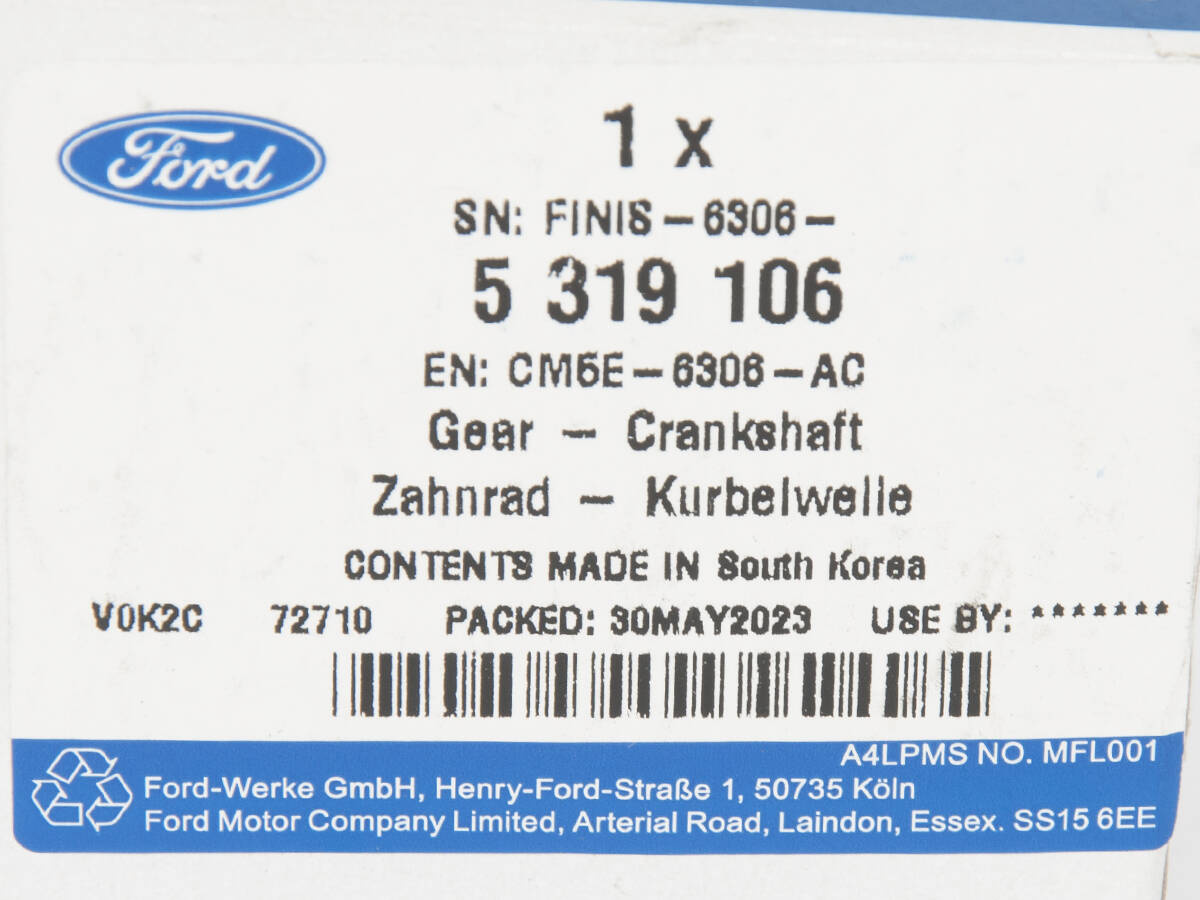 Ford
1 x
SN: FINIS - 6306 -
5 319 106
EN: CM5E - 6306 - AC
Gear - Crankshaft
Zahnrad - Kurbelwelle
CONTENTS MADE IN South Korea
V0K2C 72710 PACKED: 30MAY2023 USE BY: *******
A4LPMS NO. MFL001
Ford-Werke GmbH, Henry-Ford-Straße 1, 50735 Köln
Ford Motor Company Limited, Arterial Road, Laindon, Essex. SS15 6EE